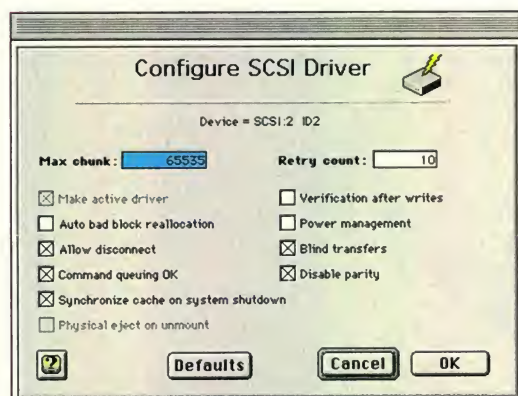 Configure SCSI Driver
Device = SCSI:2 ID2
Max chunk: 65535
Retry count: 10
Make active driver
Verification after writes
Auto bad block reallocation
Power management
Allow disconnect
Blind transfers
Command queuing OK
Disable parity
Synchronize cache on system shutdown
Physical eject on unmount
?
Defaults
Cancel
OK